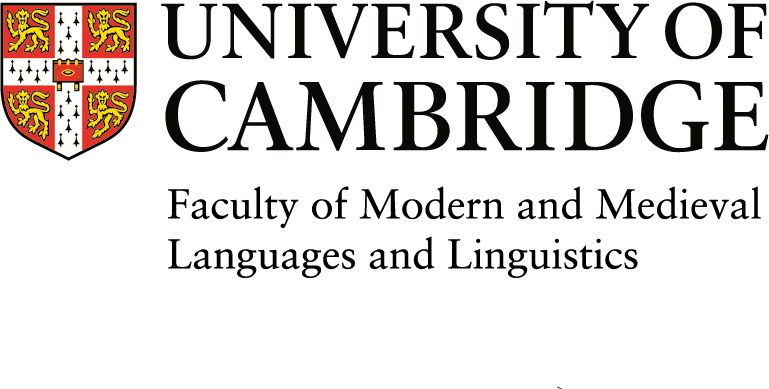 UNIVERSITY OF
CAMBRIDGE
Faculty of Modern and Medieval
Languages and Linguistics